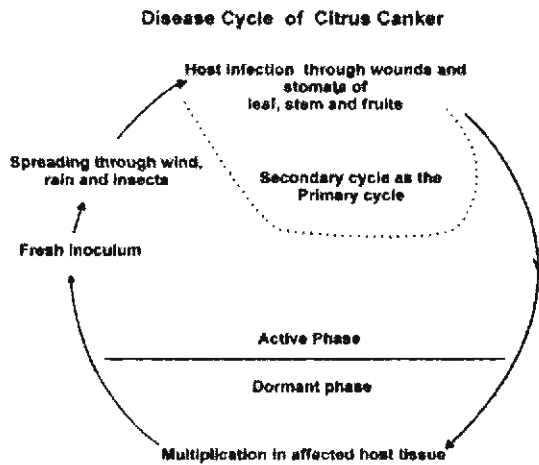 Disease Cycle of Citrus Canker
Host infection through wounds and
stomata of
leaf, stem and fruits
Spreading through wind,
rain and insects
Secondary cycle as the
Primary cycle
Fresh inoculum
Active Phase
Dormant phase
Multiplication in affected host tissue